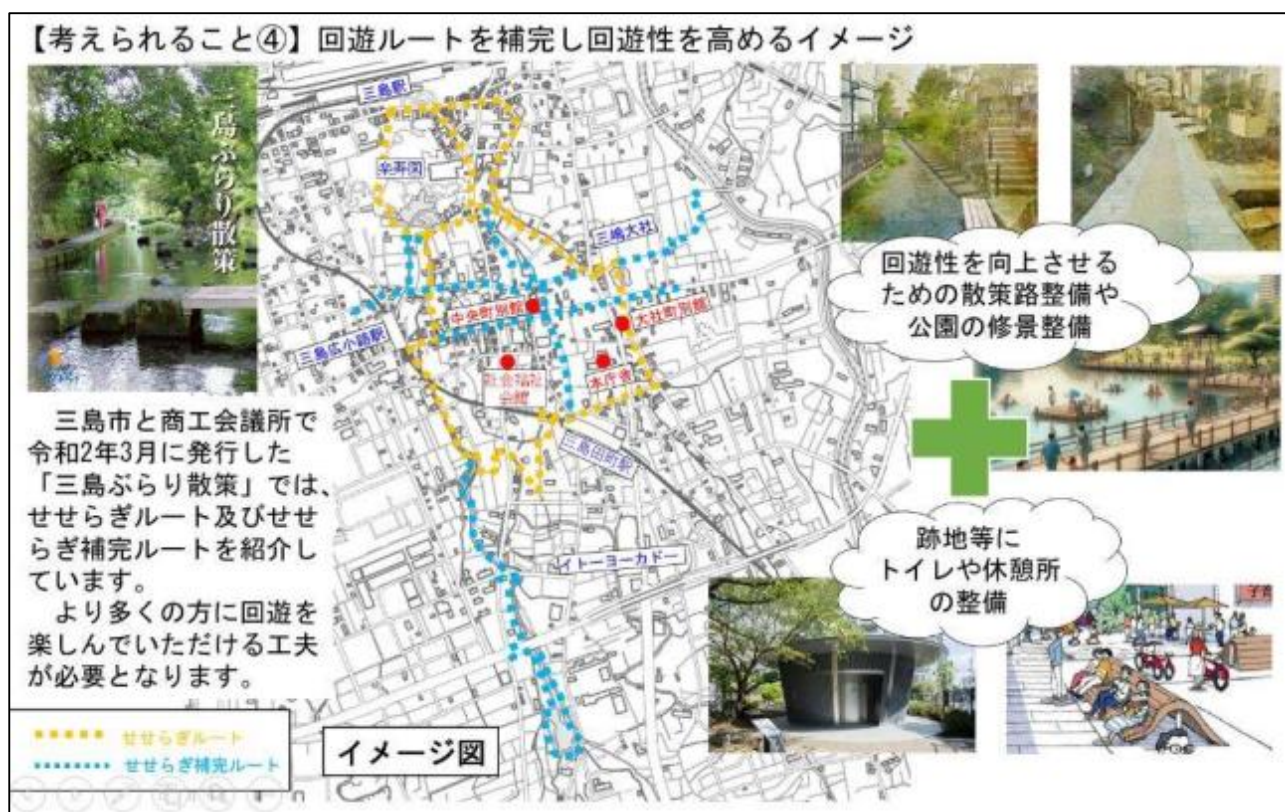 【考えられること④】回遊ルートを補完し回遊性を高めるイメージ
三島ぶらり散策
三島市と商工会議所で
令和2年3月に発行した
「三島ぶらり散策」では、
せせらぎルート及びせせ
らぎ補完ルートを紹介し
ています。
より多くの方に回遊を
楽しんでいただける工夫
が必要となります。
せせらぎルート
せせらぎ補完ルート
イメージ図
三島駅
楽寿園
三嶋大社
中央町別館
大社町別館
三島広小路駅
社会福祉
会館
本庁舎
三島田町駅
イトーヨーカドー
回遊性を向上させる
ための散策路整備や
公園の修景整備
跡地等に
トイレや休憩所
の整備